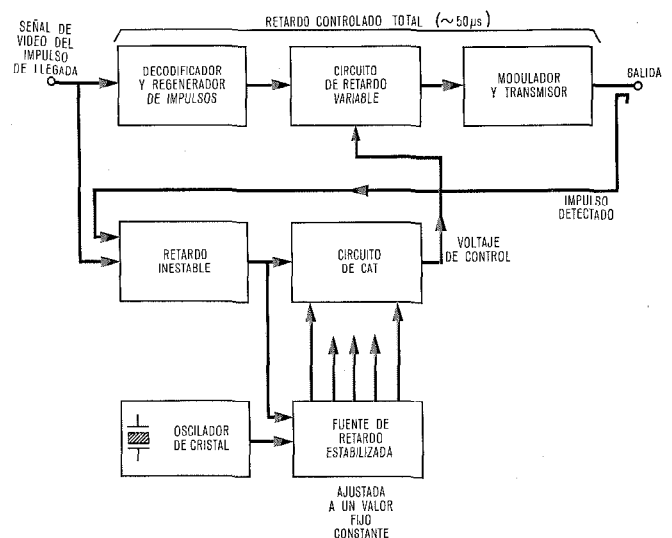 RETARDO CONTROLADO TOTAL (~50µs)
SEÑAL DE
VIDEO DEL
IMPULSO
DE LLEGADA
DECODIFICADOR
Y REGENERADOR
DE IMPULSOS
CIRCUITO
DE RETARDO
VARIABLE
MODULADOR
Y TRANSMISOR
SALIDA
IMPULSO
DETECTADO
RETARDO
INESTABLE
CIRCUITO
DE CAT
VOLTAJE
DE CONTROL
OSCILADOR
DE CRISTAL
FUENTE DE
RETARDO
ESTABILIZADA
AJUSTADA
A UN VALOR
FIJO
CONSTANTE